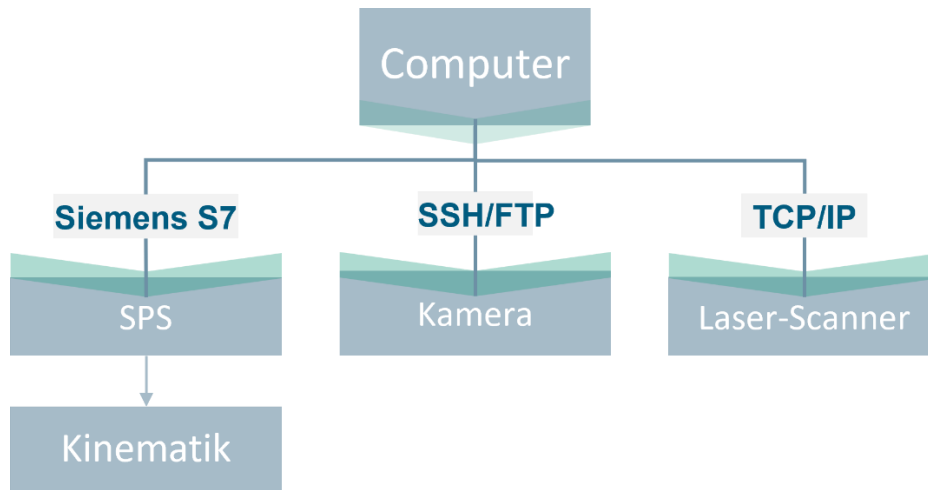 Computer
Siemens S7
SSH/FTP
TCP/IP
SPS
Kamera
Laser-Scanner
Kinematik